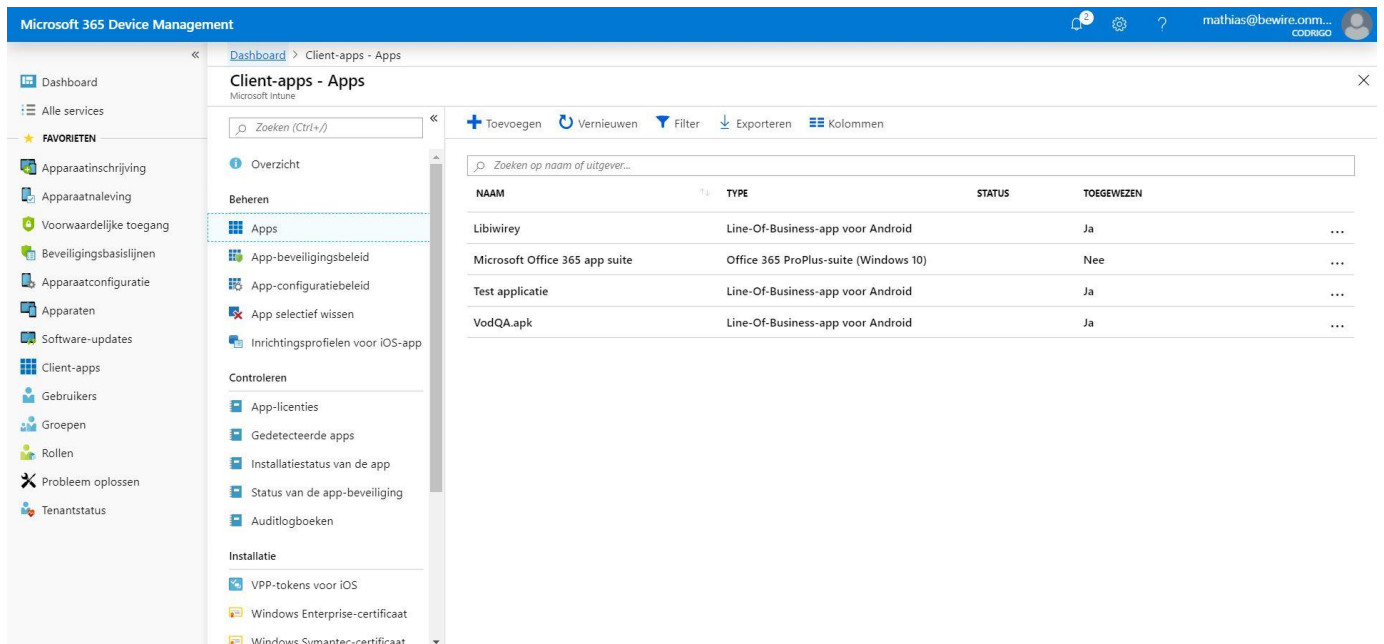 Microsoft 365 Device Management
2
mathias@bewire.onm...
CODRIGO
Dashboard > Client-apps - Apps
Client-apps - Apps
Microsoft Intune
Dashboard
Alle services
FAVORIETEN
Apparaatinschrijving
Apparaatnaleving
Voorwaardelijke toegang
Beveiligingsbasislijnen
Apparaatconfiguratie
Apparaten
Software-updates
Client-apps
Gebruikers
Groepen
Rollen
Probleem oplossen
Tenantstatus
Zoeken (Ctrl+/)
Overzicht
Beheren
Apps
App-beveiligingsbeleid
App-configuratiebeleid
App selectief wissen
Inrichtingsprofielen voor iOS-app
Controleren
App-licenties
Gedetecteerde apps
Installatiestatus van de app
Status van de app-beveiliging
Auditlogboeken
Installatie
VPP-tokens voor iOS
Windows Enterprise-certificaat
Windows Symantec-certificaat
Toevoegen Vernieuwen Filter Exporteren Kolommen
Zoeken op naam of uitgever...
NAAM TYPE STATUS TOEGEWEZEN
Libiwirey Line-Of-Business-app voor Android Ja ...
Microsoft Office 365 app suite Office 365 ProPlus-suite (Windows 10) Nee ...
Test applicatie Line-Of-Business-app voor Android Ja ...
VodQA.apk Line-Of-Business-app voor Android Ja ...